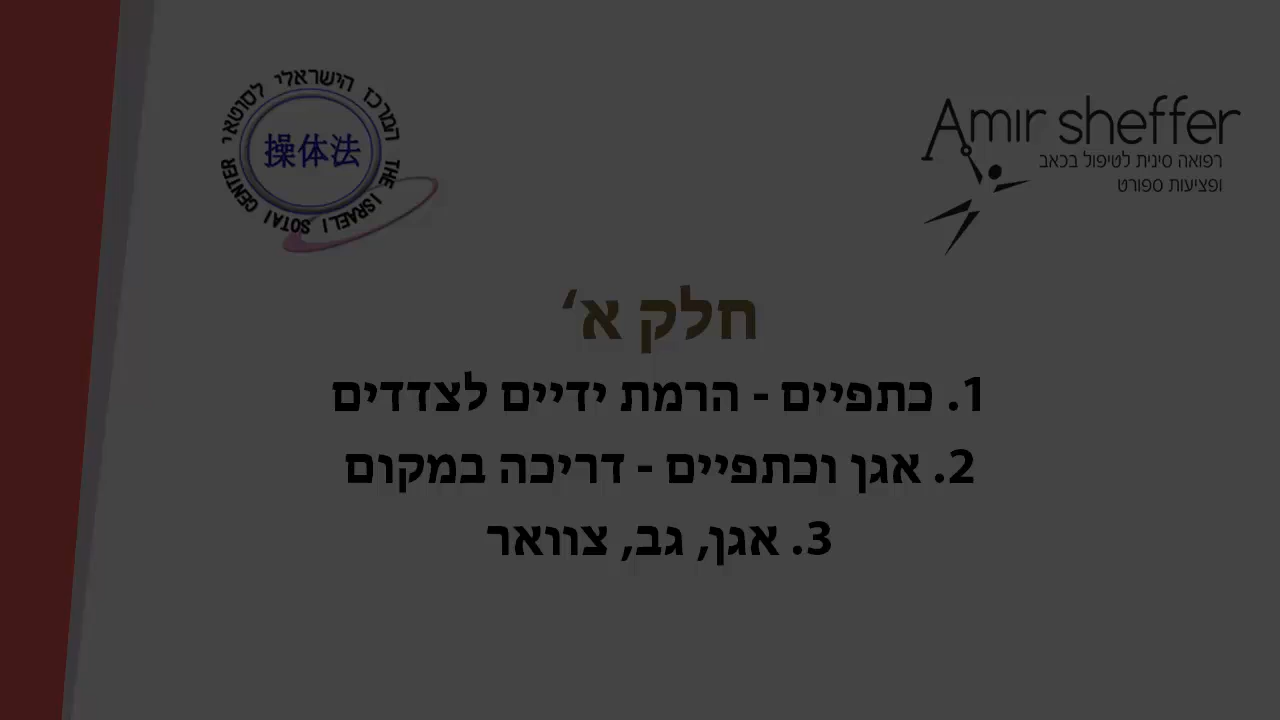 המרכז הישראלי לסוטאי
操体法
THE ISRAELI SOTAI CENTER
Amir sheffer
רפואה סינית לטיפול בכאב
ופציעות ספורט
חלק א‘
1. כתפיים - הרמת ידיים לצדדים
2. אגן וכתפיים - דריכה במקום
3. אגן, גב, צוואר